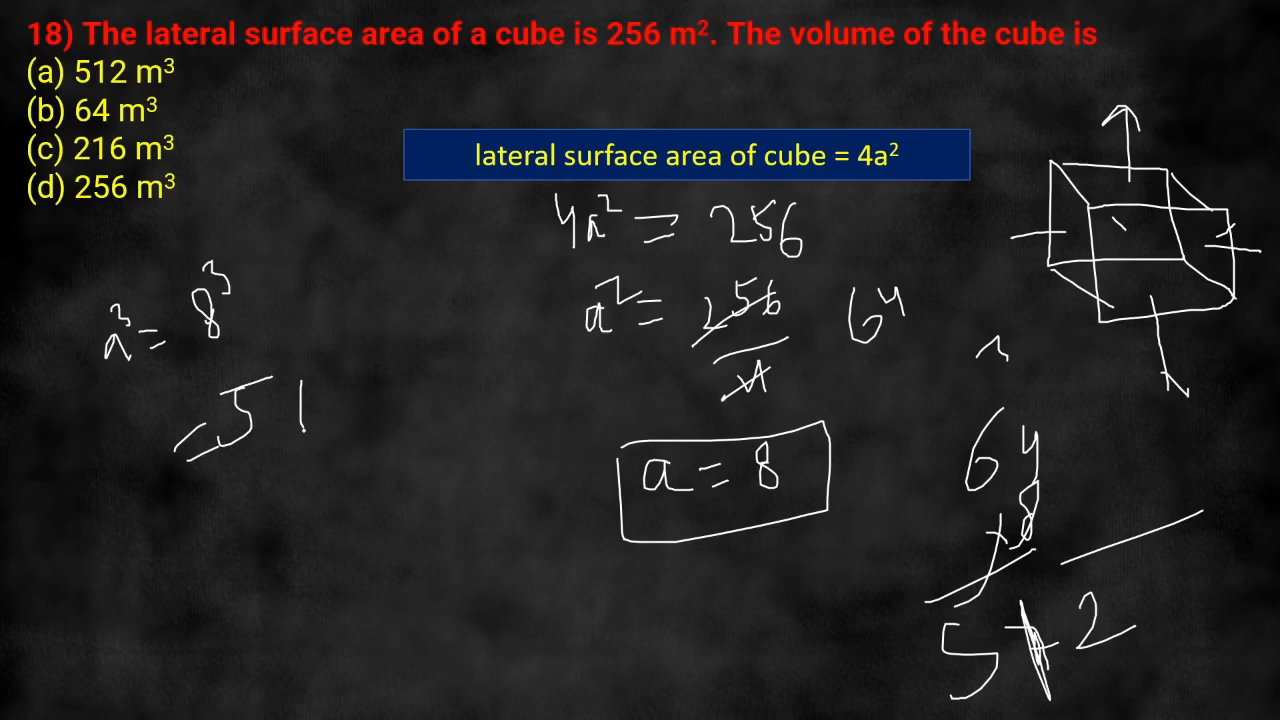 18) The lateral surface area of a cube is 256 m². The volume of the cube is
(a) 512 m³
(b) 64 m³
(c) 216 m³
(d) 256 m³
lateral surface area of cube = 4a²
4a² = 256
a² = 256/4 64
a = 8
a³ = 8³
= 51
64
x8
512